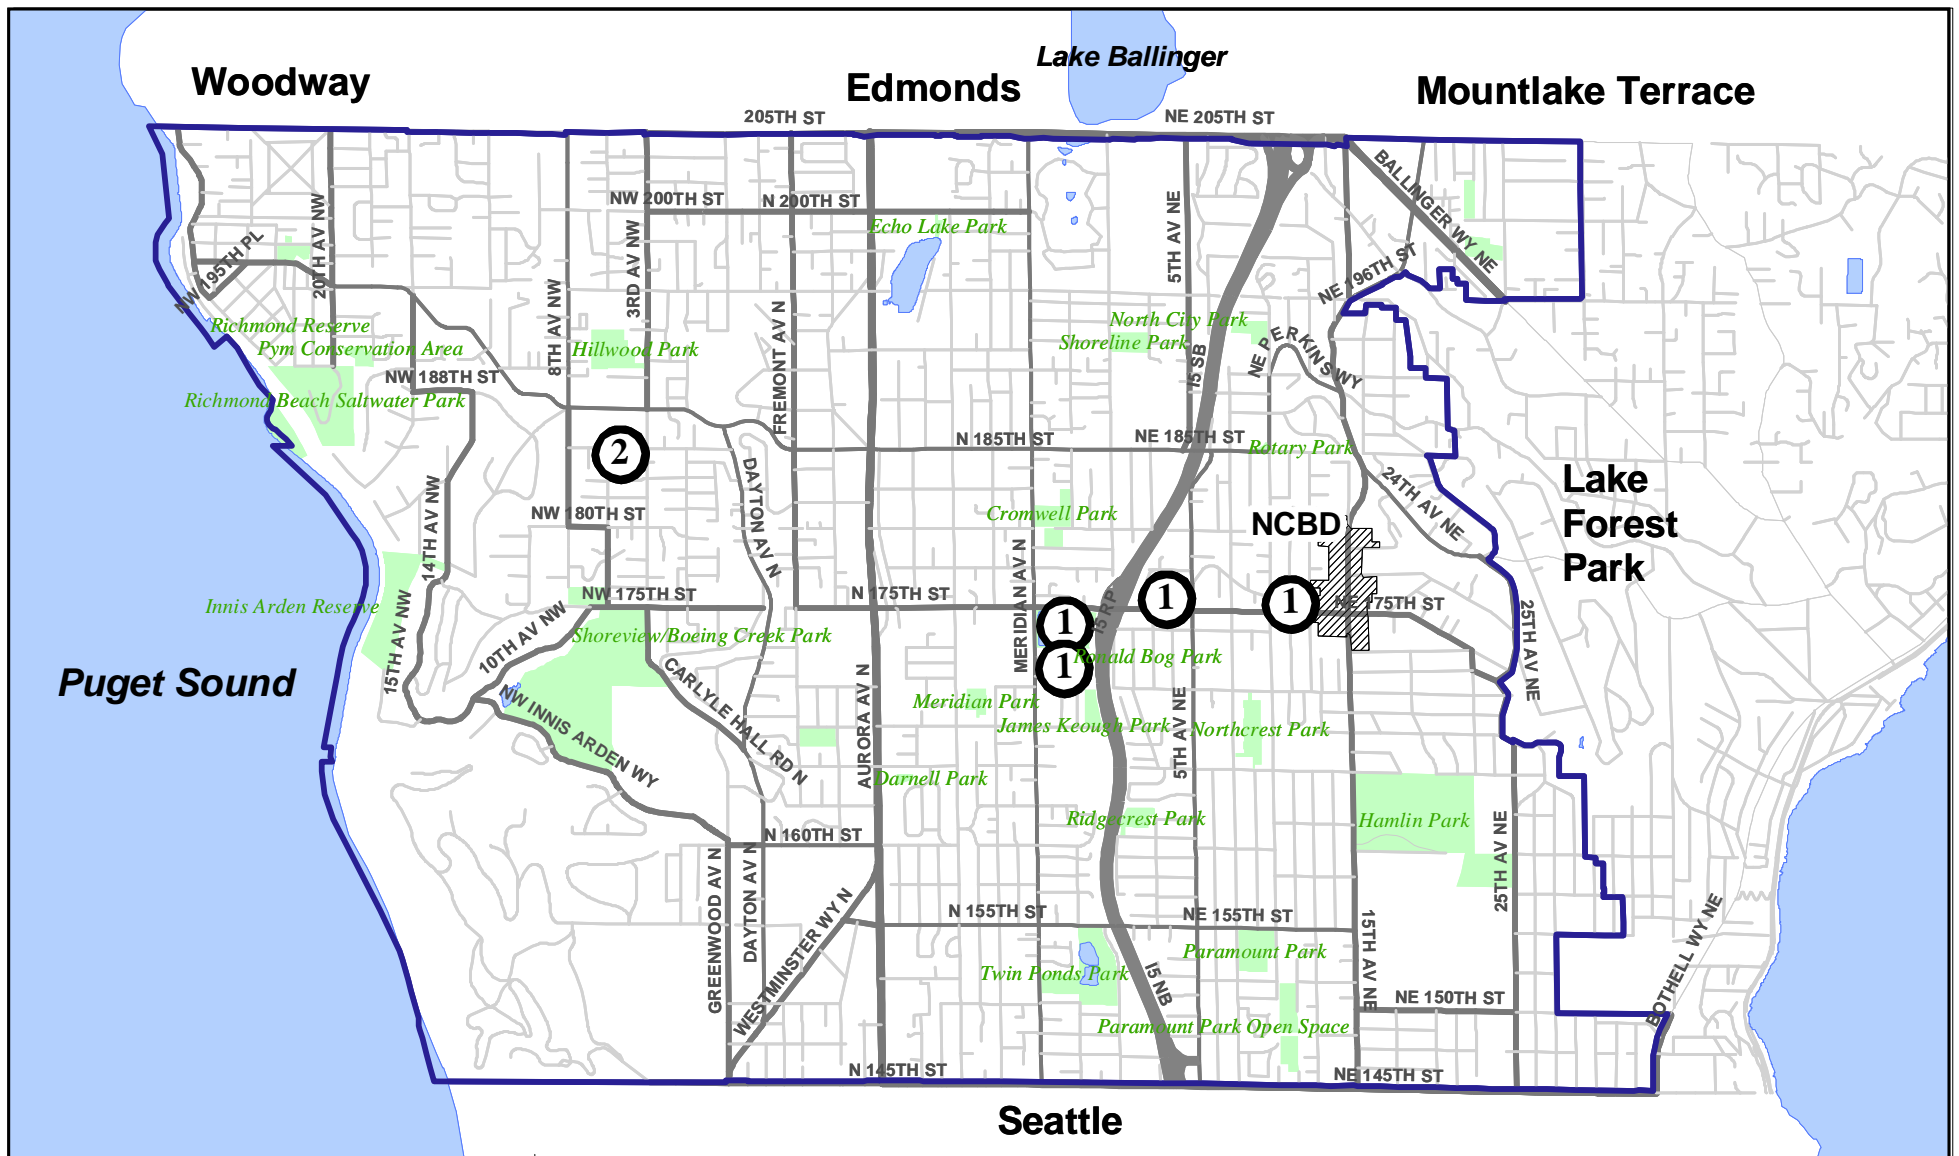 Lake Ballinger
Woodway
Edmonds
Mountlake Terrace
205TH ST
NE 205TH ST
BALLINGER WY NE
NW 200TH ST
N 200TH ST
Echo Lake Park
20TH AV NW
3RD AV NW
5TH AV NE
NW 195TH PL
NE 196TH ST
8TH AV NW
FREMONT AV N
Richmond Reserve
North City Park
Shoreline Park
NE PERKINS WY
Pym Conservation Area
Hillwood Park
I5 SB
NW 188TH ST
Richmond Beach Saltwater Park
N 185TH ST
NE 185TH ST
Rotary Park
2
DAYTON AV N
14TH AV NW
24TH AV NE
Lake
Forest
Park
NW 180TH ST
Cromwell Park
NCBD
MERIDIAN AV N
NW 175TH ST
N 175TH ST
1
1
1
NE 175TH ST
I5 RP
Innis Arden Reserve
15TH AV NW
10TH AV NW
Shoreview/Boeing Creek Park
25TH AV NE
1
Ronald Bog Park
Puget Sound
CARLYLE HALL RD N
NW INNIS ARDEN WY
AURORA AV N
Meridian Park
James Keough Park
5TH AV NE
Northcrest Park
Darnell Park
Ridgecrest Park
Hamlin Park
N 160TH ST
GREENWOOD AV N
DAYTON AV N
WESTMINSTER WY N
25TH AV NE
N 155TH ST
NE 155TH ST
15TH AV NE
BOTHELL WY NE
Paramount Park
Twin Ponds Park
I5 NB
NE 150TH ST
Paramount Park Open Space
N 145TH ST
NE 145TH ST
Seattle